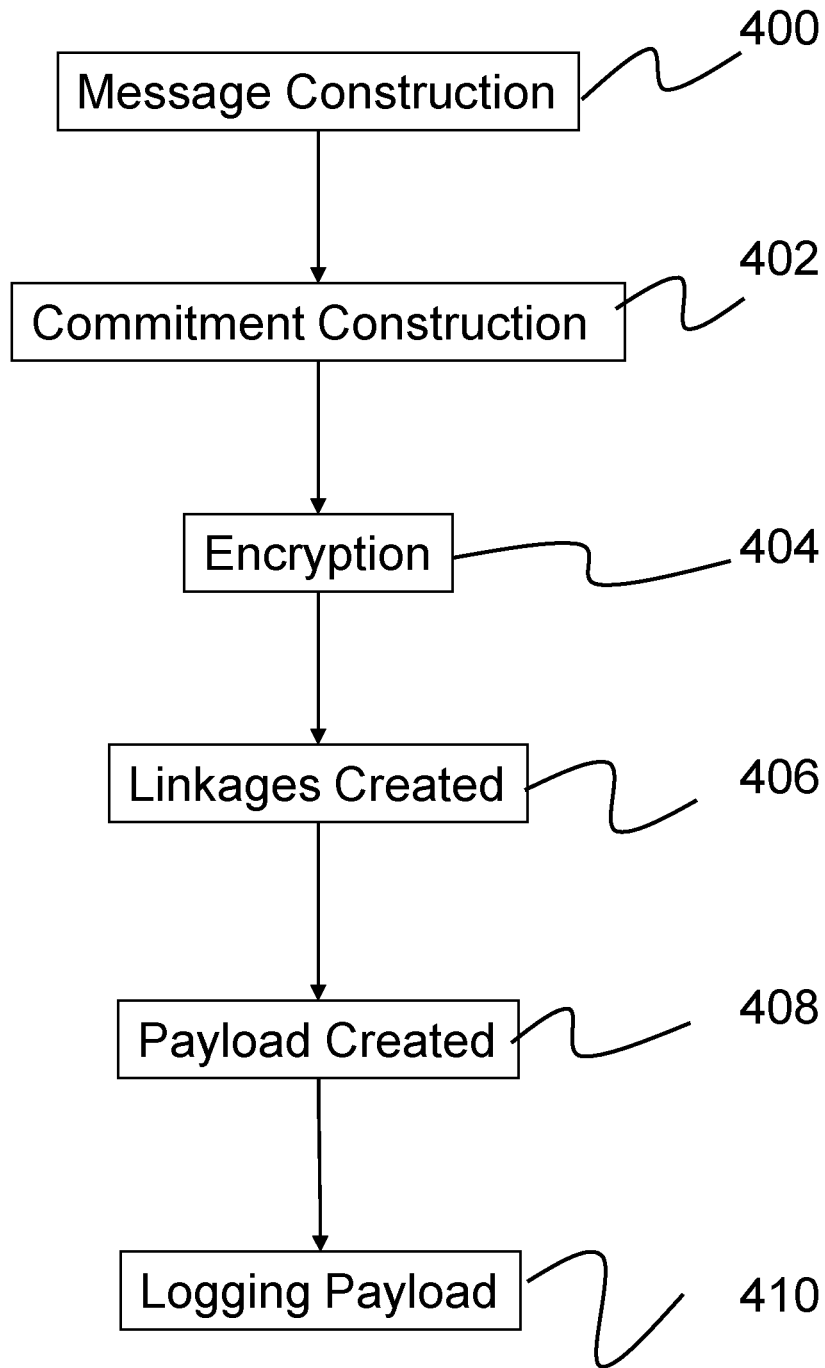 400
Message Construction
402
Commitment Construction
404
Encryption
406
Linkages Created
408
Payload Created
410
Logging Payload